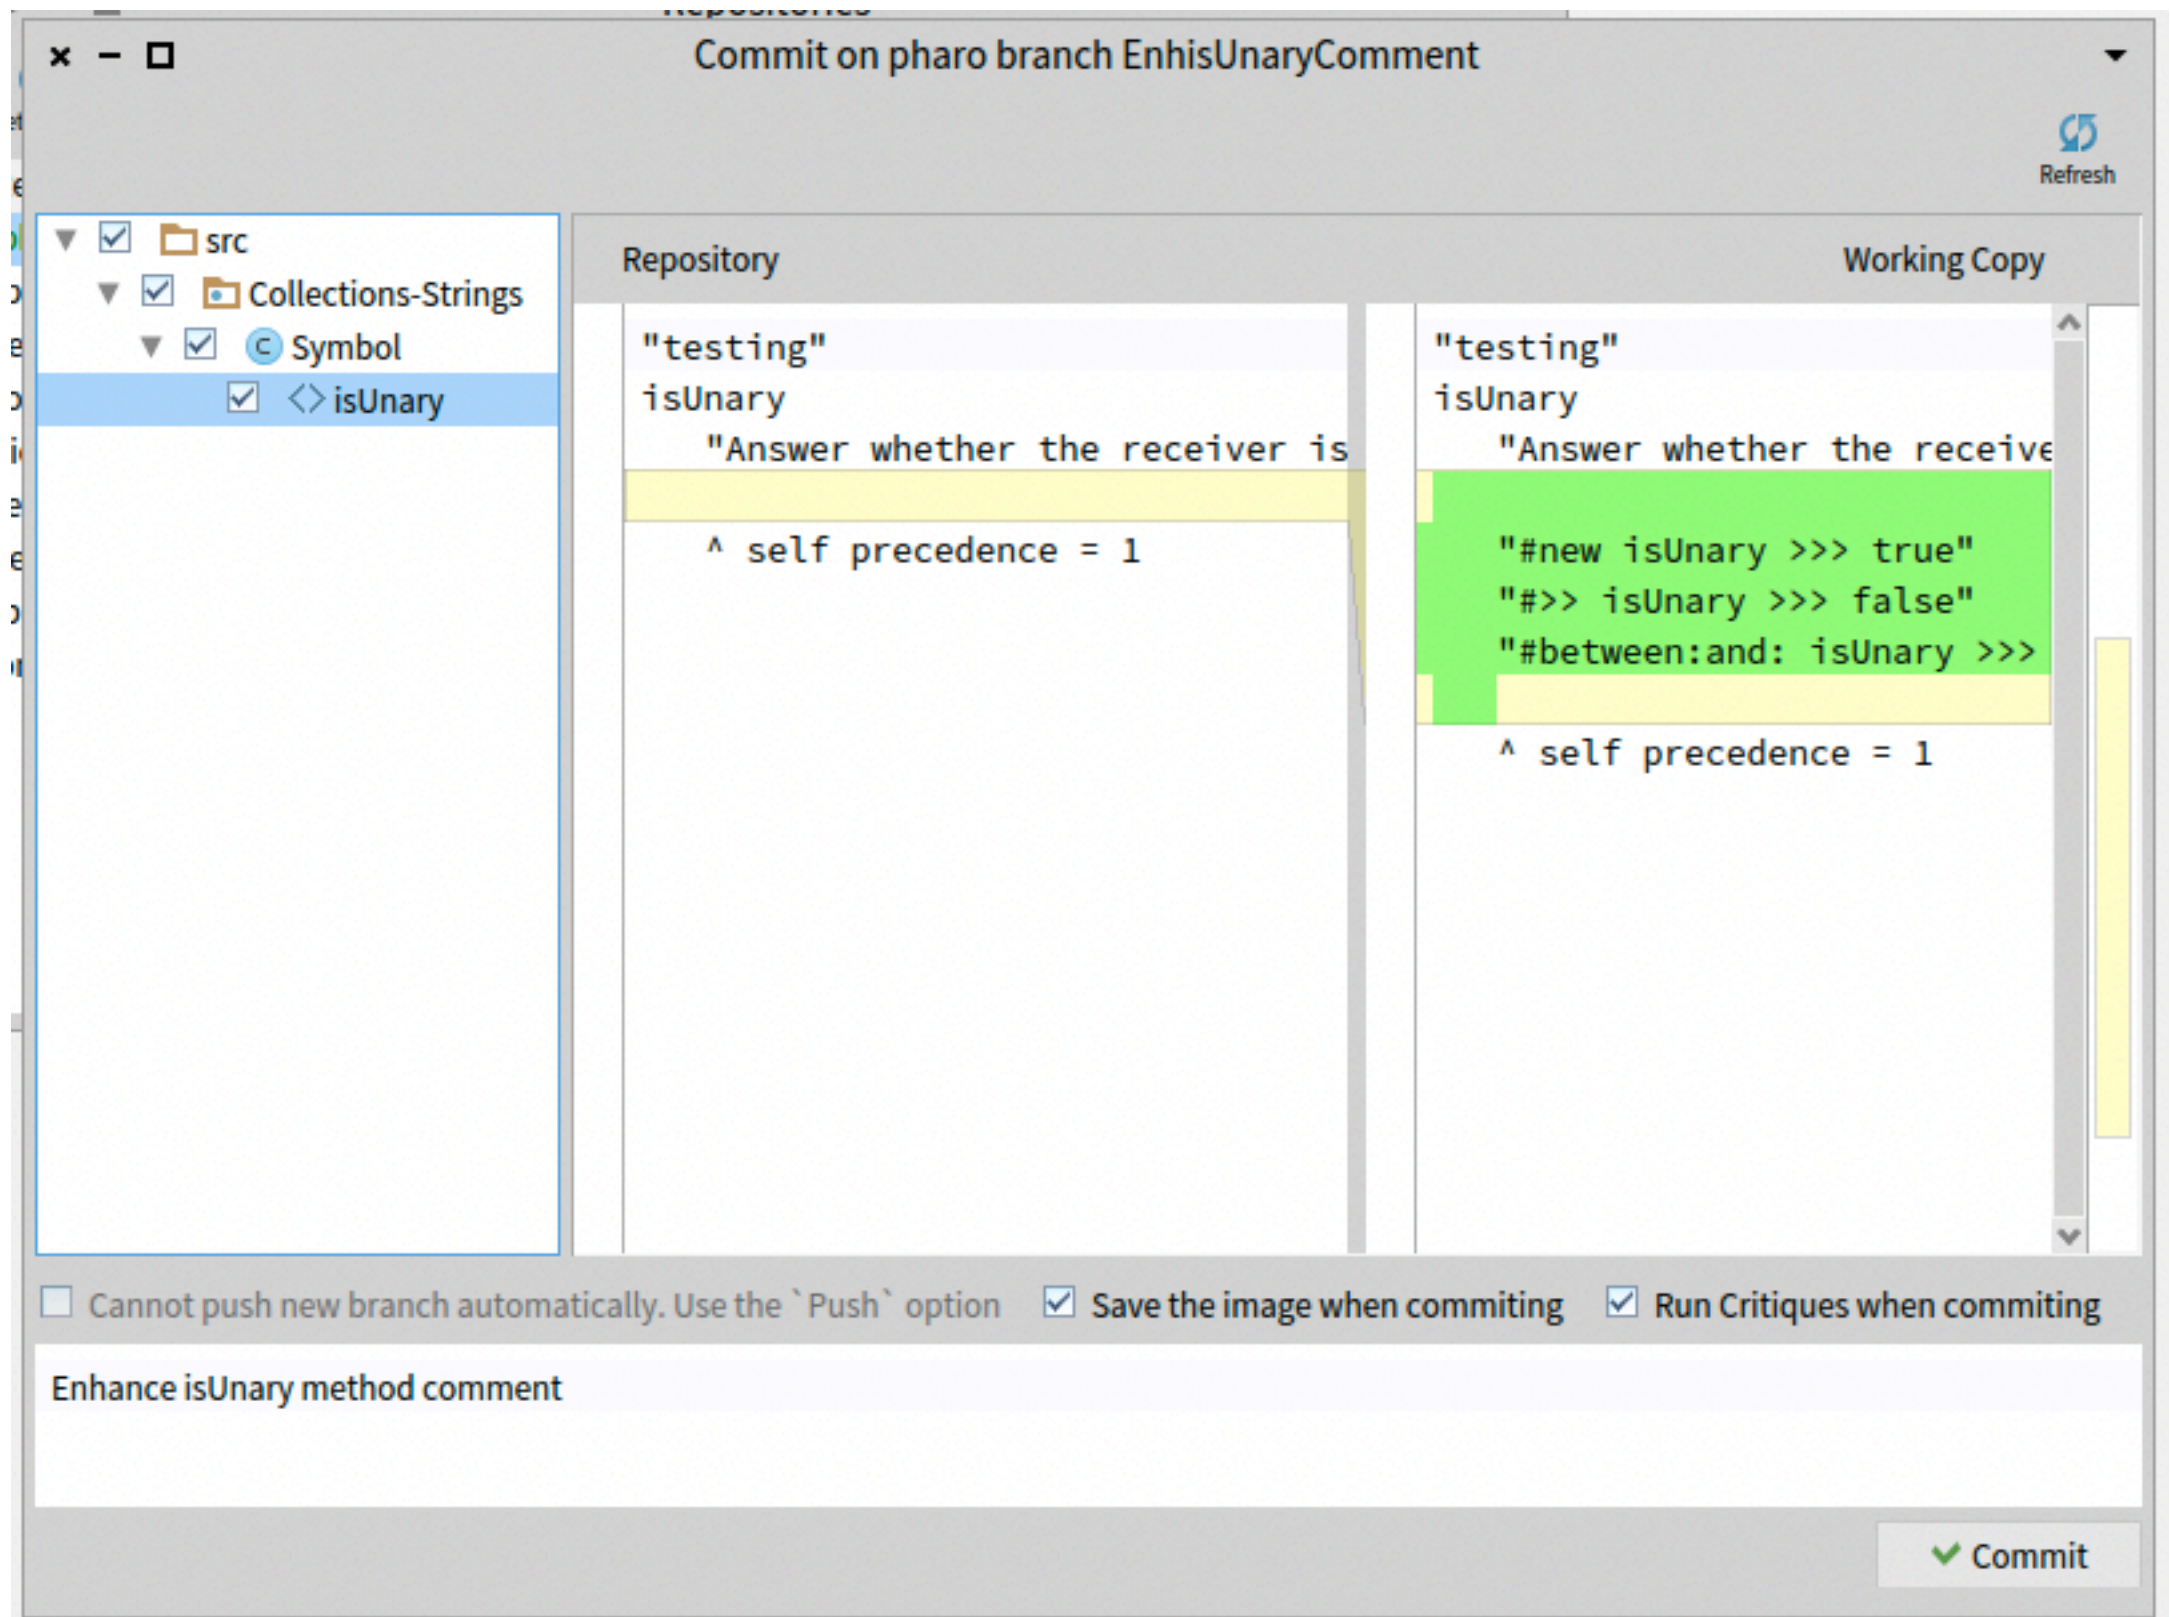 Repositories
Commit on pharo branch EnhisUnaryComment
Refresh
src
Collections-Strings
Symbol
isUnary
Repository
Working Copy
"testing"
isUnary
"Answer whether the receiver is
^ self precedence = 1
"testing"
isUnary
"Answer whether the receive
"#new isUnary >>> true"
"#>> isUnary >>> false"
"#between:and: isUnary >>>
^ self precedence = 1
Cannot push new branch automatically. Use the `Push` option
Save the image when commiting
Run Critiques when commiting
Enhance isUnary method comment
Commit